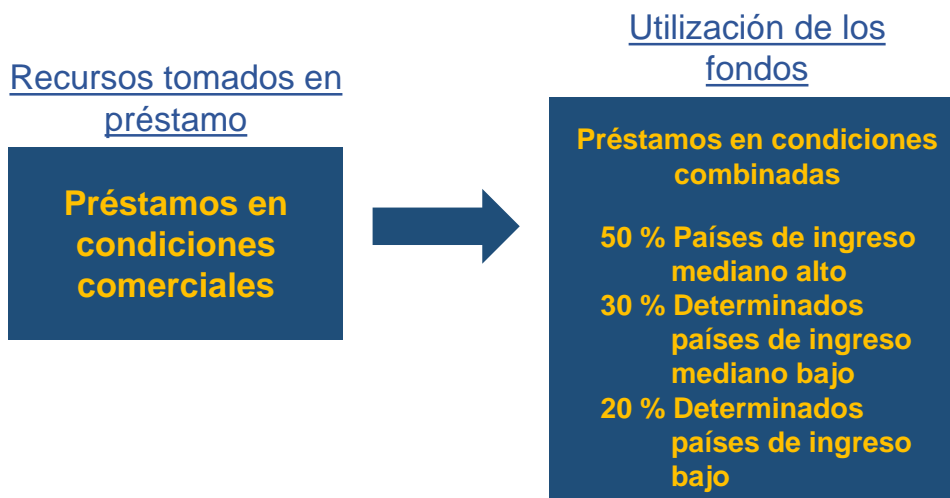 Recursos tomados en
préstamo
Préstamos en
condiciones
comerciales
Utilización de los
fondos
Préstamos en condiciones
combinadas
50 % Países de ingreso
mediano alto
30 % Determinados
países de ingreso
mediano bajo
20 % Determinados
países de ingreso
bajo